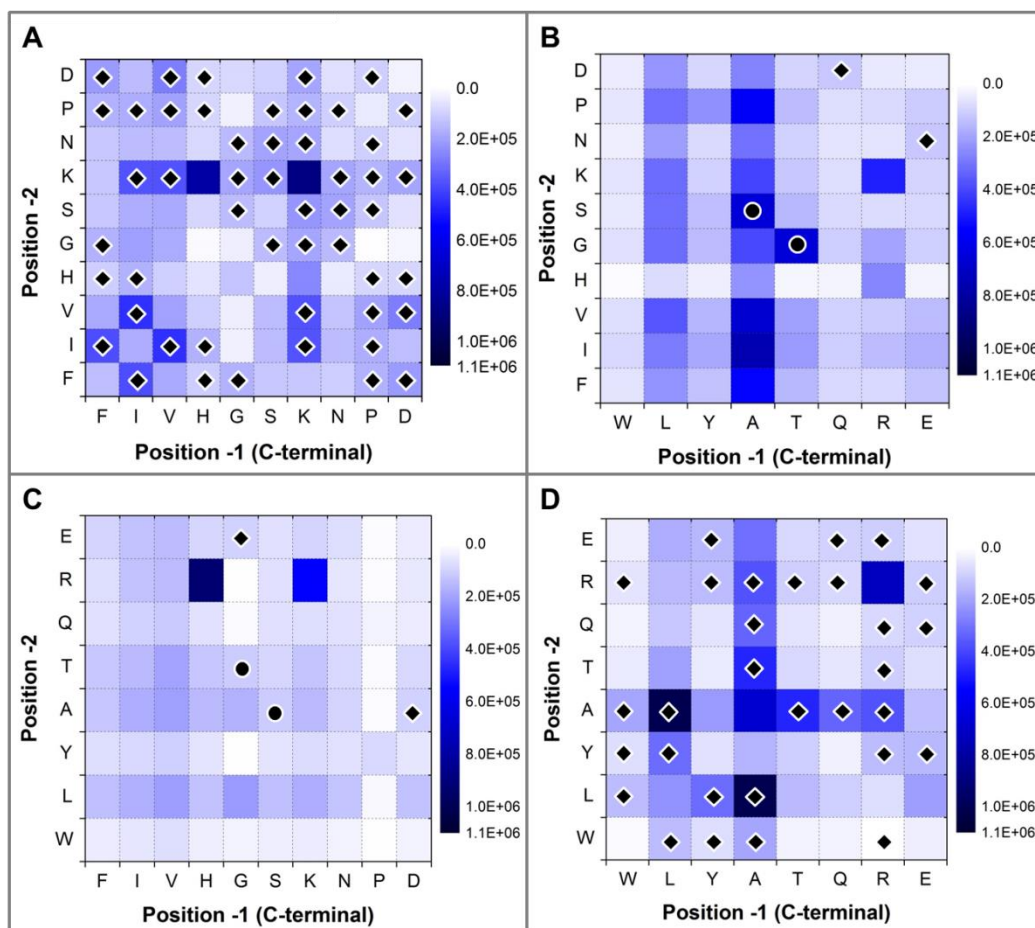 A
D
P
N
K
S
G
H
V
I
F
Position -2
F I V H G S K N P D
Position -1 (C-terminal)
0.0
2.0E+05
4.0E+05
6.0E+05
8.0E+05
1.0E+06
1.1E+06
B
D
P
N
K
S
G
H
V
I
F
Position -2
W L Y A T Q R E
Position -1 (C-terminal)
0.0
2.0E+05
4.0E+05
6.0E+05
8.0E+05
1.0E+06
1.1E+06
C
E
R
Q
T
A
Y
L
W
Position -2
F I V H G S K N P D
Position -1 (C-terminal)
0.0
2.0E+05
4.0E+05
6.0E+05
8.0E+05
1.0E+06
1.1E+06
D
E
R
Q
T
A
Y
L
W
Position -2
W L Y A T Q R E
Position -1 (C-terminal)
0.0
2.0E+05
4.0E+05
6.0E+05
8.0E+05
1.0E+06
1.1E+06